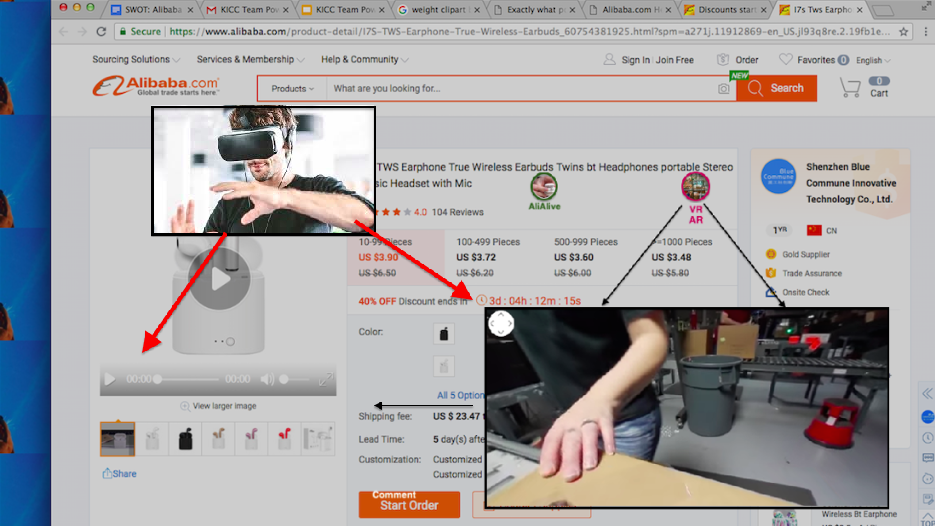 SWOT: Alibaba
KICC Team Pow
KICC Team Pow
weight clipart
Exactly what p
Alibaba.com H
Discounts start
i7s Tws Earpho
Secure
https://www.alibaba.com/product-detail/I7S-TWS-Earphone-True-Wireless-Earbuds_60754381925.html?spm=a271j.11912869-en_US.jl93q8re.2.19fb1e...
Sourcing Solutions
Services & Membership
Help & Community
Sign In
Join Free
Order
Favorites 0
English
Alibaba.com
Global trade starts here.™
Products
What are you looking for...
NEW
Search
0
Cart
TWS Earphone True Wireless Earbuds Twins bt Headphones portable Stereo
sic Headset with Mic
AliAlive
VR
AR
4.0 104 Reviews
10-99 Pieces
100-499 Pieces
500-999 Pieces
>=1000 Pieces
US $3.90
US $3.72
US $3.60
US $3.48
US $6.50
US $6.20
US $6.00
US $5.80
40% OFF Discount ends in
3d : 04h : 12m : 15s
Color:
All 5 Option
Shipping fee:
US $ 23.47
Lead Time:
5 day(s) afte
Customization:
Customized
Customized
Comment
Start Order
00:00
00:00
View larger image
Share
Blue
Commune
Shenzhen Blue
Commune Innovative
Technology Co., Ltd.
1YR
CN
Gold Supplier
Trade Assurance
Onsite Check
Wireless Bt Earphone
TOP